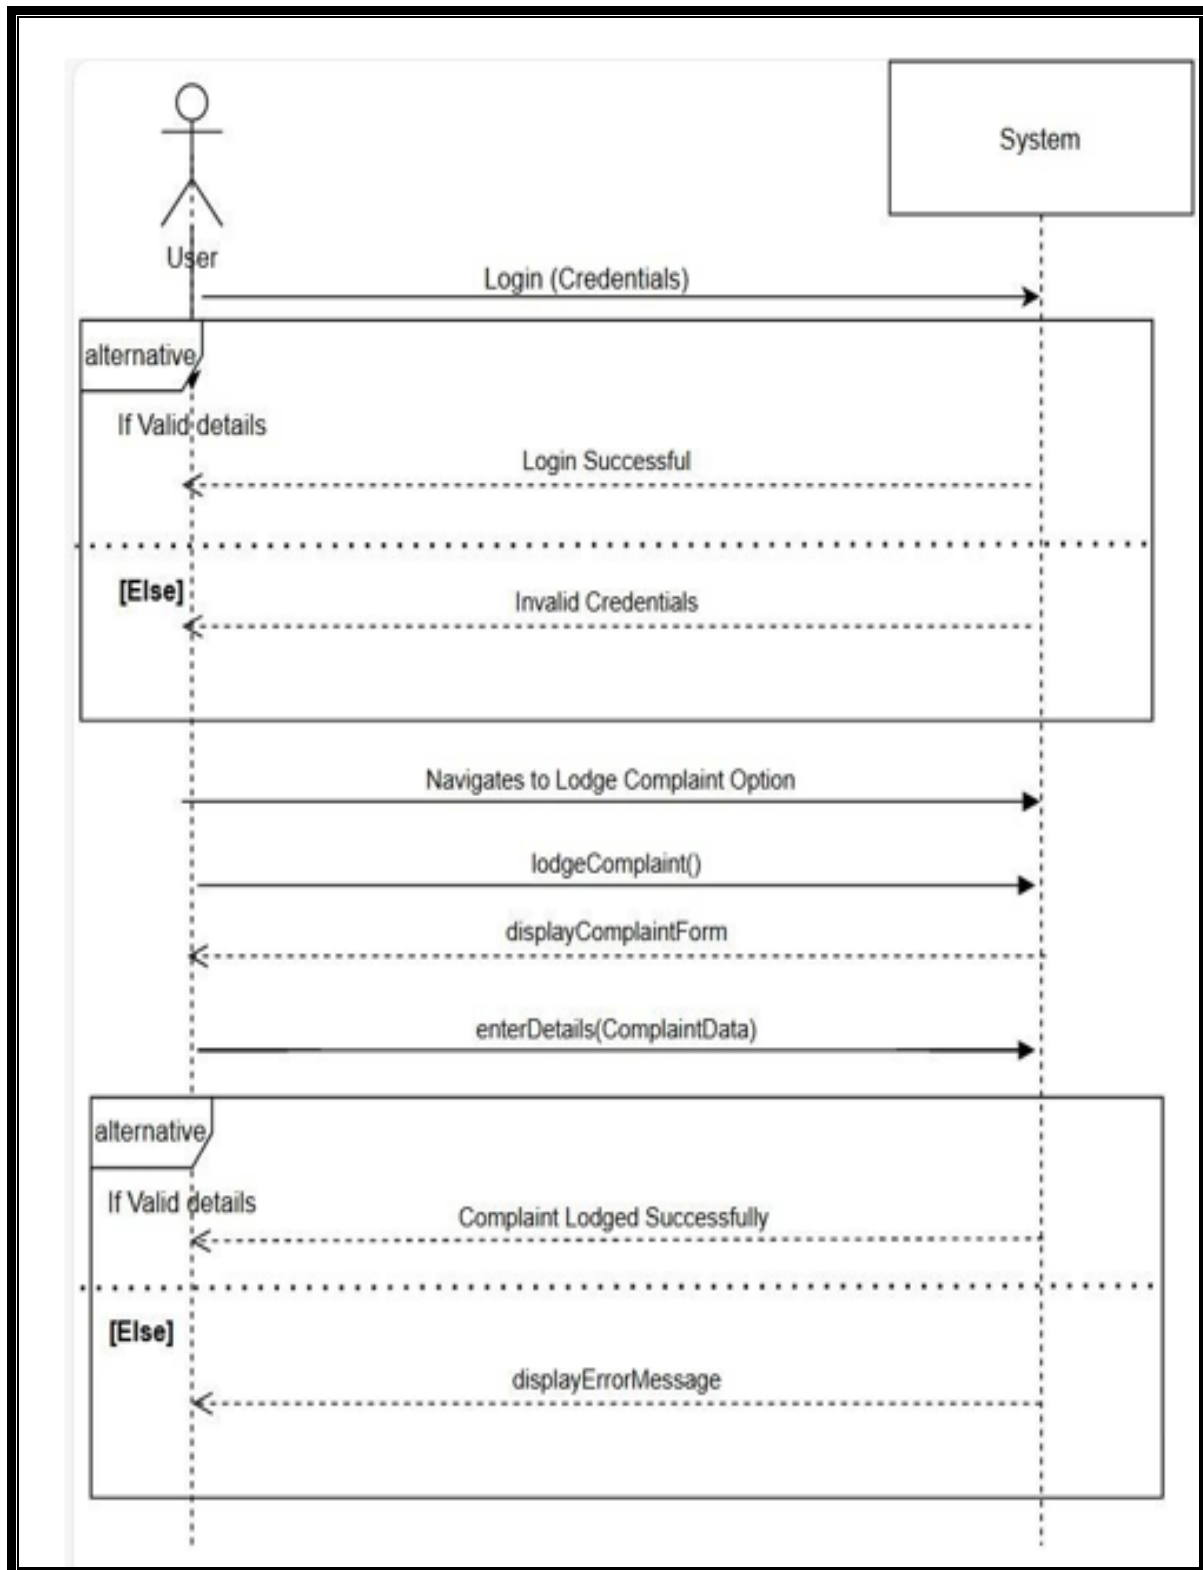 System
User
Login (Credentials)
alternative
If Valid details
Login Successful
[Else]
Invalid Credentials
Navigates to Lodge Complaint Option
lodgeComplaint()
displayComplaintForm
enterDetails(ComplaintData)
alternative
If Valid details
Complaint Lodged Successfully
[Else]
displayErrorMessage